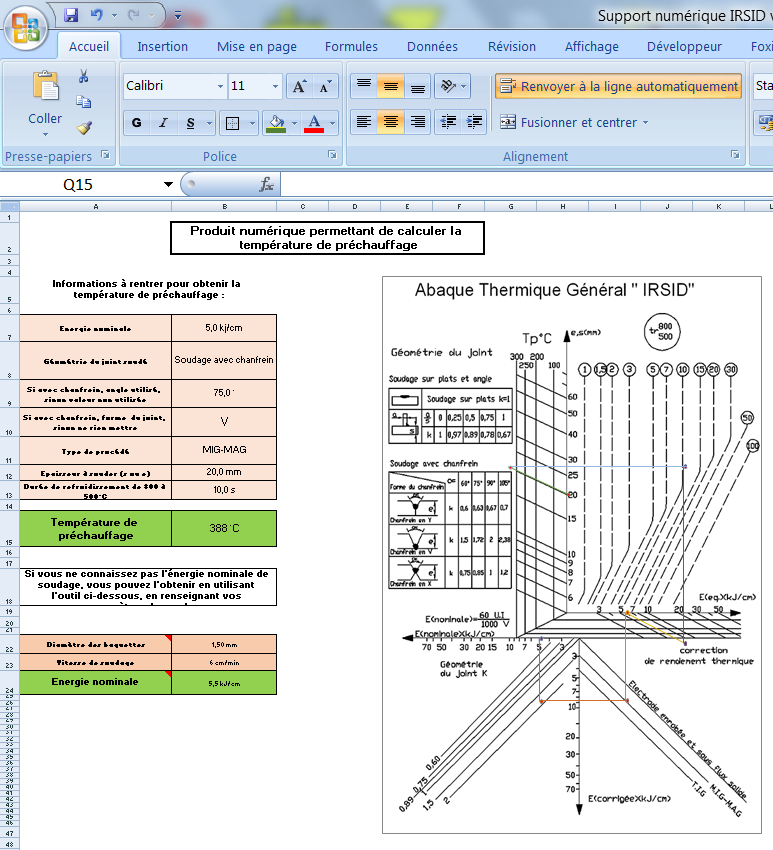 Support numérique IRSID v
Accueil Insertion Mise en page Formules Données Révision Affichage Développeur Foxi
Coller
Calibri 11
Renvoyer à la ligne automatiquement
Sta
G I S
Fusionner et centrer
Presse-papiers Police Alignement
Q15 fx
A B C D E F G H I J K L
Produit numérique permettant de calculer la
température de préchauffage
Informations à rentrer pour obtenir la
température de préchauffage :
Energie nominale 5,0 kj/cm
Géométrie du joint soudé Soudage avec chanfrein
Si avec chanfrein, angle utilisé,
sinon valeur non utilisée
75,0°
Si avec chanfrein, forme du joint,
sinon ne rien mettre
V
Type de procédé MIG-MAG
Epaisseur à souder (s ou e) 20,0 mm
Durée de refroidissement de 800 à
500°C
10,0 s
Température de
préchauffage
388°C
Si vous ne connaissez pas l'énergie nominale de
soudage, vous pouvez l'obtenir en utilisant
l'outil ci-dessous, en renseignant vos
Diamètre des baguettes 1,50 mm
Vitesse de soudage 6 cm/min
Energie nominale 5,5 kJ/cm
Abaque Thermique Général " IRSID"
Tp°C
e,s(mm)
tr 800
500
Géométrie du Joint
300 200 100
250
1 1,5 2 3 5 7 10 15 20 30
50
100
Soudage sur plats et angle
Soudage sur plats k=1
a/s 0 0,25 0,5 0,75 1
k 1 0,97 0,89 0,78 0,67
Soudage avec chanfrein
Forme du chanfrein
60° 75° 90° 105°
k 0,6 0,63 0,67 0,7
Chanfrein en Y
k 1,5 1,72 2 2,38
Chanfrein en V
k 0,75 0,85 1 1,2
Chanfrein en X
60
50
40
30
25
20
15
10
9
8
7
6
E(eq.)(kJ/cm)
3 5 7 10 20 30 50
E(nominale)= 60 U.I
1000 V
E(nominale)(kJ/cm)
70 50 30 20 10 7 5 3
correction
de rendement thermique
Géométrie
du joint K
3
5
7
10
20
30
50
70
Electrode enrobée et sous flux solide
M.I.G-M.A.G
T.I.G
0,60
0,75
1
0,89
1,5
2
E(corrigée)(kJ/cm)